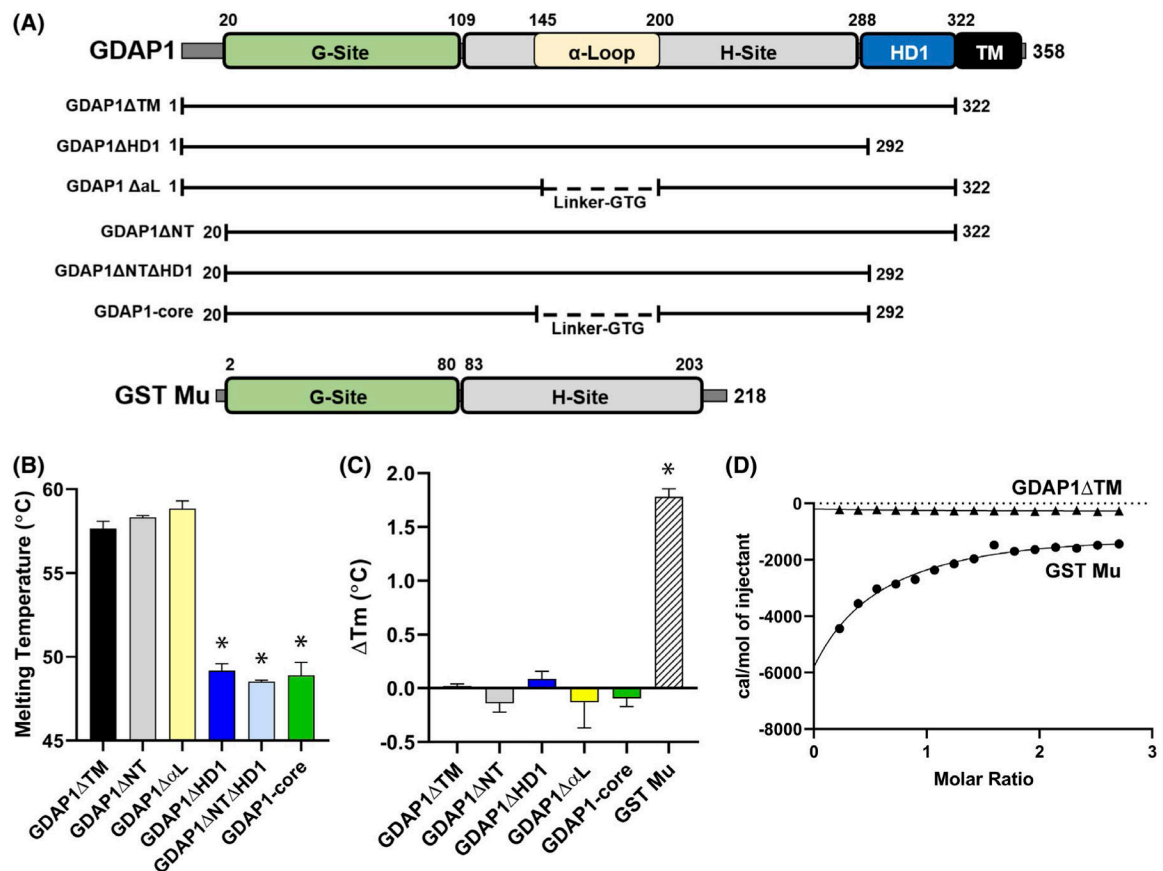 (A)
20 109 145 200 288 322
GDAP1 G-Site α-Loop H-Site HD1 TM 358
GDAP1ΔTM 1 322
GDAP1ΔHD1 1 292
GDAP1 ΔaL 1 322
Linker-GTG
GDAP1ΔNT 20 322
GDAP1ΔNTΔHD1 20 292
GDAP1-core 20 292
Linker-GTG
2 80 83 203
GST Mu G-Site H-Site 218
(B)
Melting Temperature (°C)
60
55
50
45
* * *
GDAP1ΔTM
GDAP1ΔNT
GDAP1ΔαL
GDAP1ΔHD1
GDAP1ΔNTΔHD1
GDAP1-core
(C)
ΔTm (°C)
2.0
1.5
1.0
0.5
0.0
-0.5
*
GDAP1ΔTM
GDAP1ΔNT
GDAP1ΔHD1
GDAP1ΔαL
GDAP1-core
GST Mu
(D)
cal/mol of injectant
0
-2000
-4000
-6000
-8000
GDAP1ΔTM
GST Mu
0 1 2 3
Molar Ratio